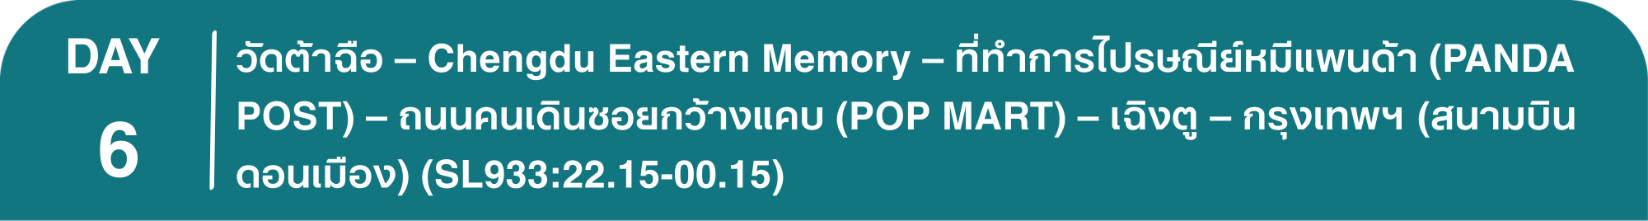 DAY
6
วัดต้าฉือ – Chengdu Eastern Memory – ที่ทำการไปรษณีย์หมีแพนด้า (PANDA
POST) – ถนนคนเดินซอยกว้างแคบ (POP MART) – เฉิงตู – กรุงเทพฯ (สนามบิน
ดอนเมือง) (SL933:22.15-00.15)